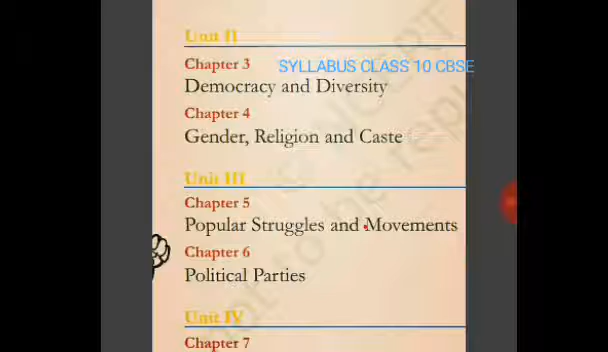 Unit II
Chapter 3
SYLLABUS CLASS 10 CBSE
Democracy and Diversity
Chapter 4
Gender, Religion and Caste
Unit III
Chapter 5
Popular Struggles and Movements
Chapter 6
Political Parties
Unit IV
Chapter 7